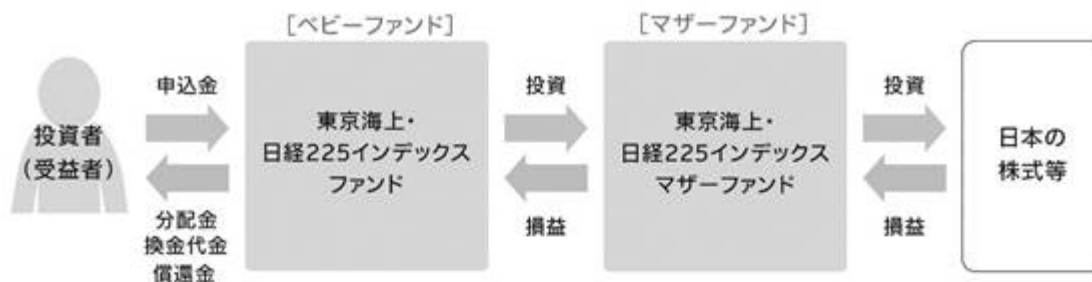 [ベビーファンド]
[マザーファンド]
申込金
投資者
（受益者）
分配金
換金代金
償還金
東京海上・
日経225インデックス
ファンド
投資
損益
東京海上・
日経225インデックス
マザーファンド
投資
損益
日本の
株式等